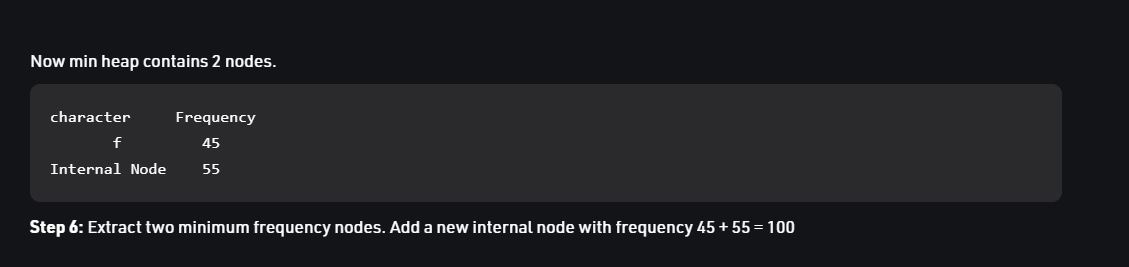 Now min heap contains 2 nodes.
character Frequency
f 45
Internal Node 55
Step 6: Extract two minimum frequency nodes. Add a new internal node with frequency 45 + 55 = 100